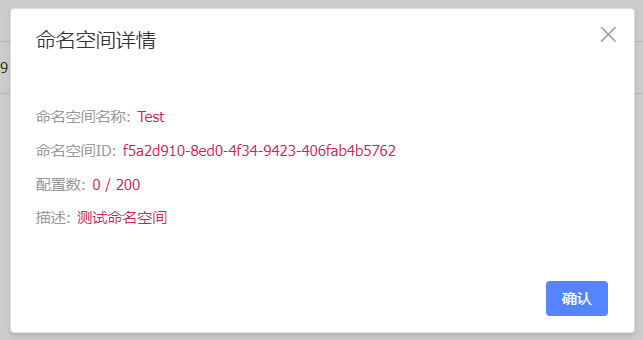 命名空间详情
9
命名空间名称: Test
命名空间ID: f5a2d910-8ed0-4f34-9423-406fab4b5762
配置数: 0 / 200
描述: 测试命名空间
确认